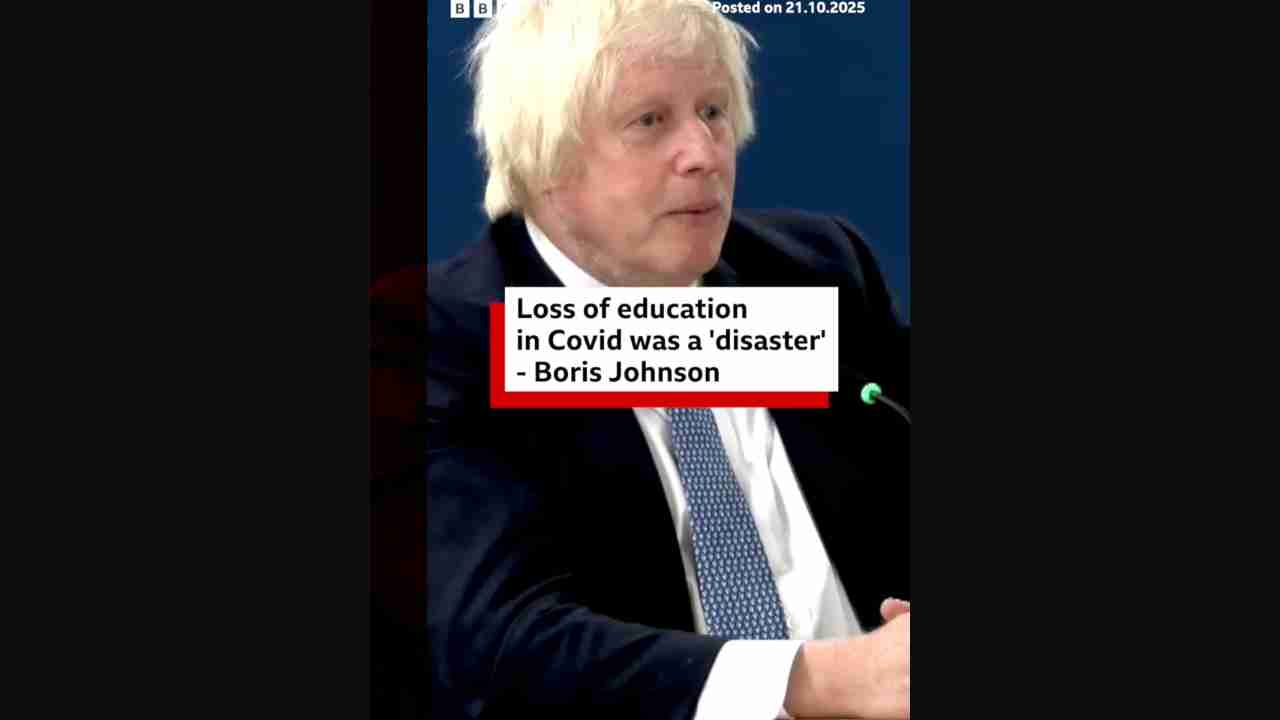 B B
Posted on 21.10.2025
Loss of education
in Covid was a 'disaster'
- Boris Johnson